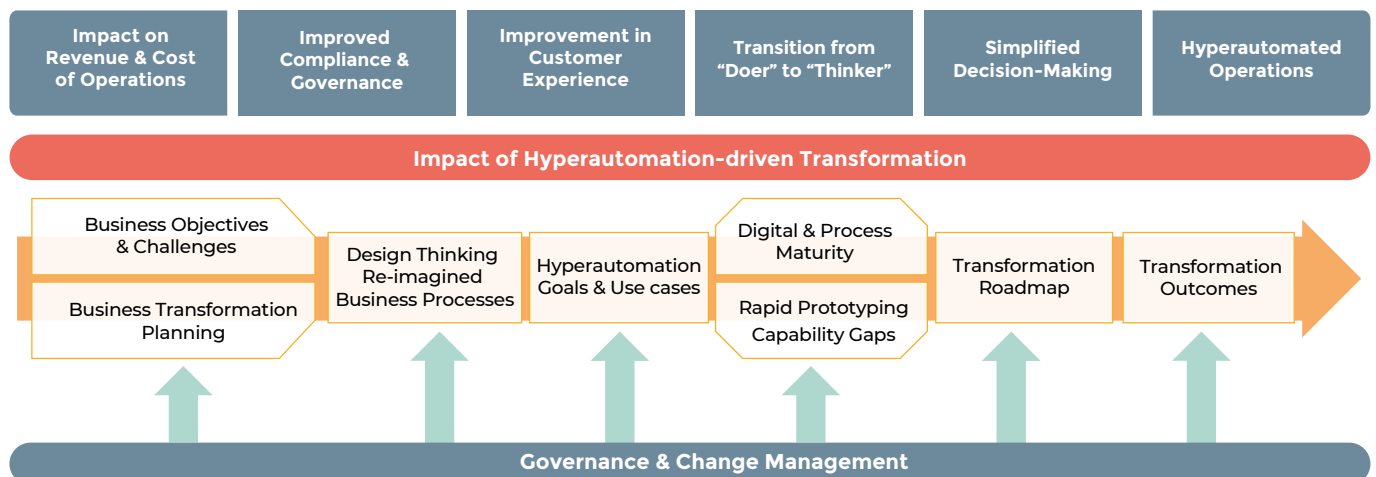 Impact on
Revenue & Cost
of Operations
Improved
Compliance &
Governance
Improvement in
Customer
Experience
Transition from
“Doer” to “Thinker”
Simplified
Decision-Making
Hyperautomated
Operations
Impact of Hyperautomation-driven Transformation
Business Objectives
& Challenges
Business Transformation
Planning
Design Thinking
Re-imagined
Business Processes
Hyperautomation
Goals & Use cases
Digital & Process
Maturity
Rapid Prototyping
Capability Gaps
Transformation
Roadmap
Transformation
Outcomes
Governance & Change Management